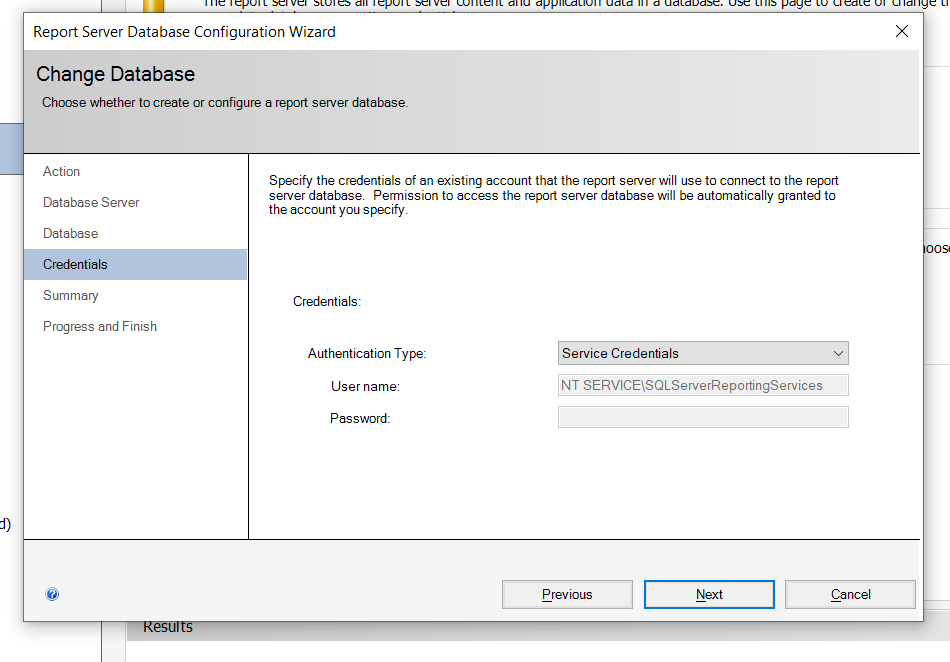 The report server stores all report server content and application data in a database. Use this page to create or change th
Report Server Database Configuration Wizard
Change Database
Choose whether to create or configure a report server database.
Action
Database Server
Database
Credentials
Summary
Progress and Finish
Specify the credentials of an existing account that the report server will use to connect to the report
server database.  Permission to access the report server database will be automatically granted to
the account you specify.
Credentials:
Authentication Type:
Service Credentials
User name:
NT SERVICE\SQLServerReportingServices
Password:
d)
Previous
Next
Cancel
Results